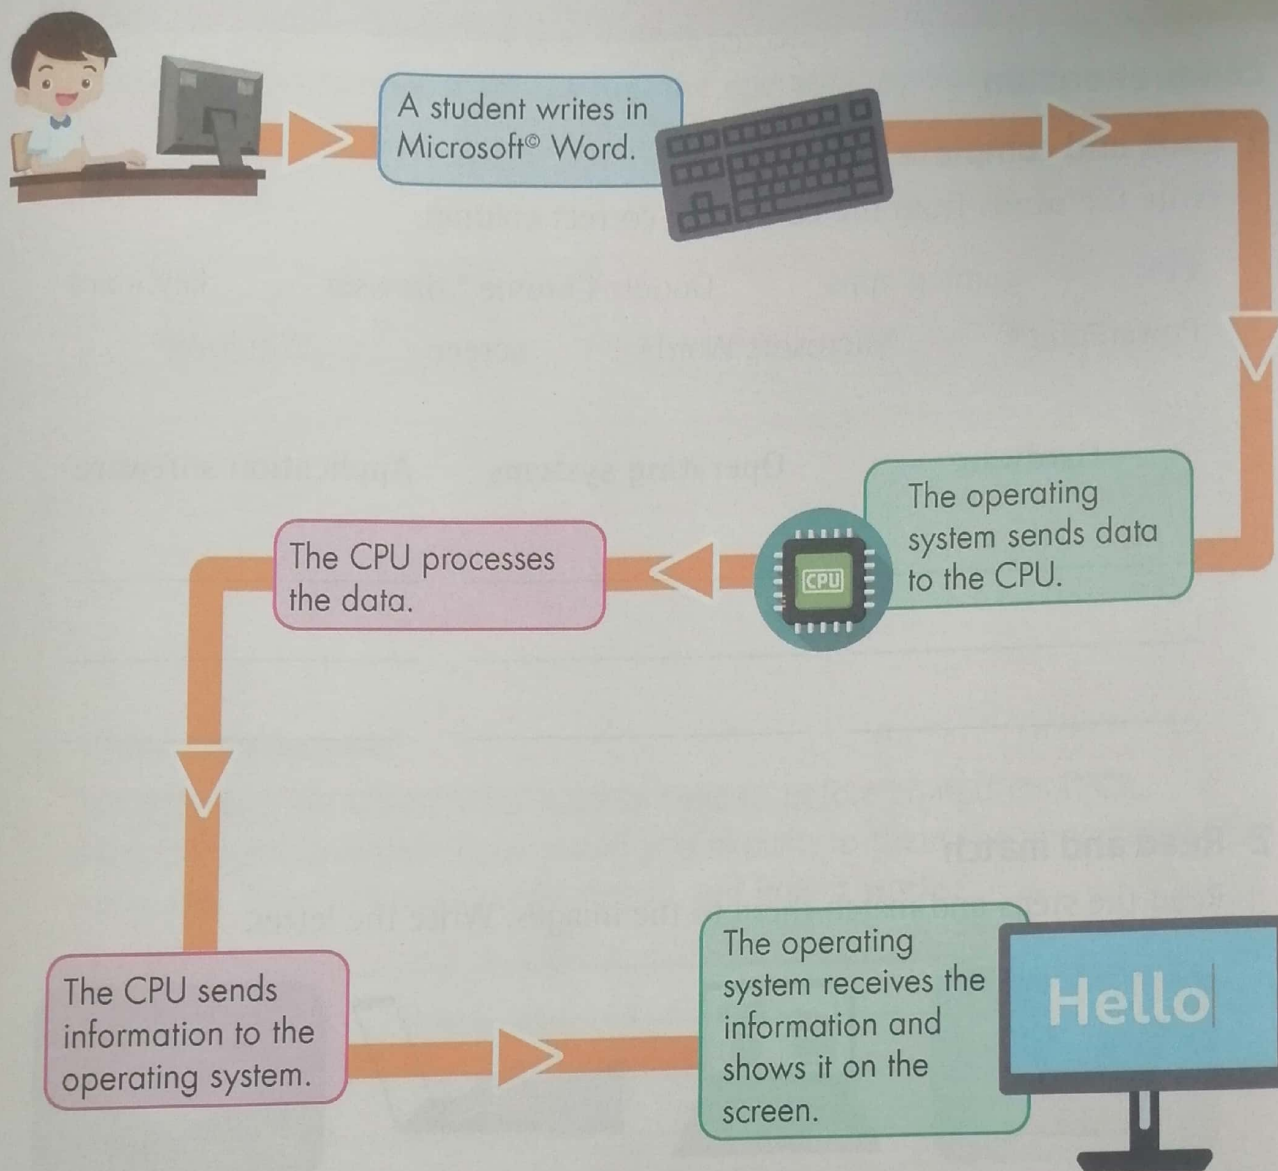 A student writes in
Microsoft© Word.
The operating
system sends data
to the CPU.
CPU
The CPU processes
the data.
The CPU sends
information to the
operating system.
The operating
system receives the
information and
shows it on the
screen.
Hello